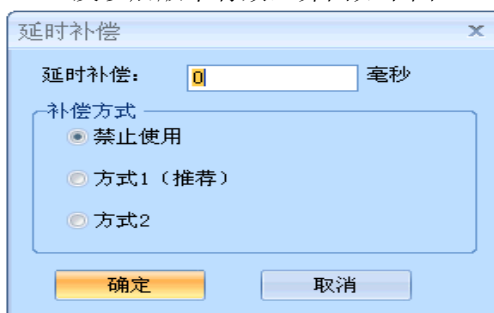 延时补偿
延时补偿: 0 毫秒
补偿方式
禁止使用
方式1（推荐）
方式2
确定 取消